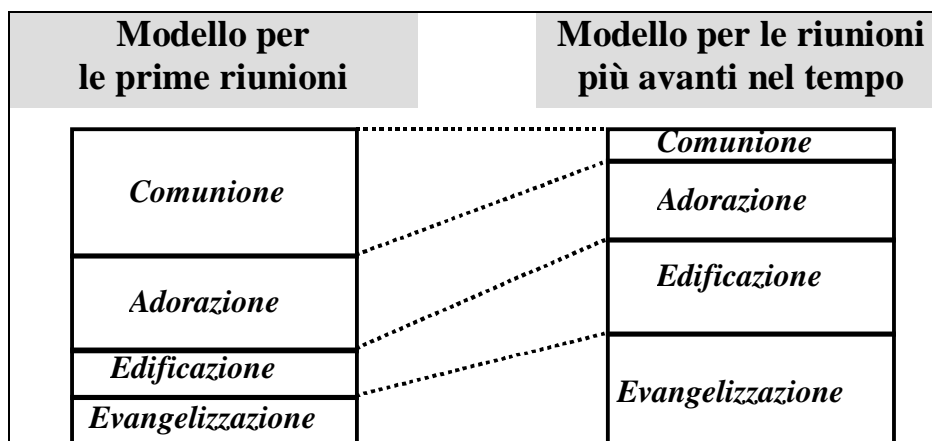 Modello per
le prime riunioni
Modello per le riunioni
più avanti nel tempo
Comunione
Adorazione
Edificazione
Evangelizzazione
Comunione
Adorazione
Edificazione
Evangelizzazione